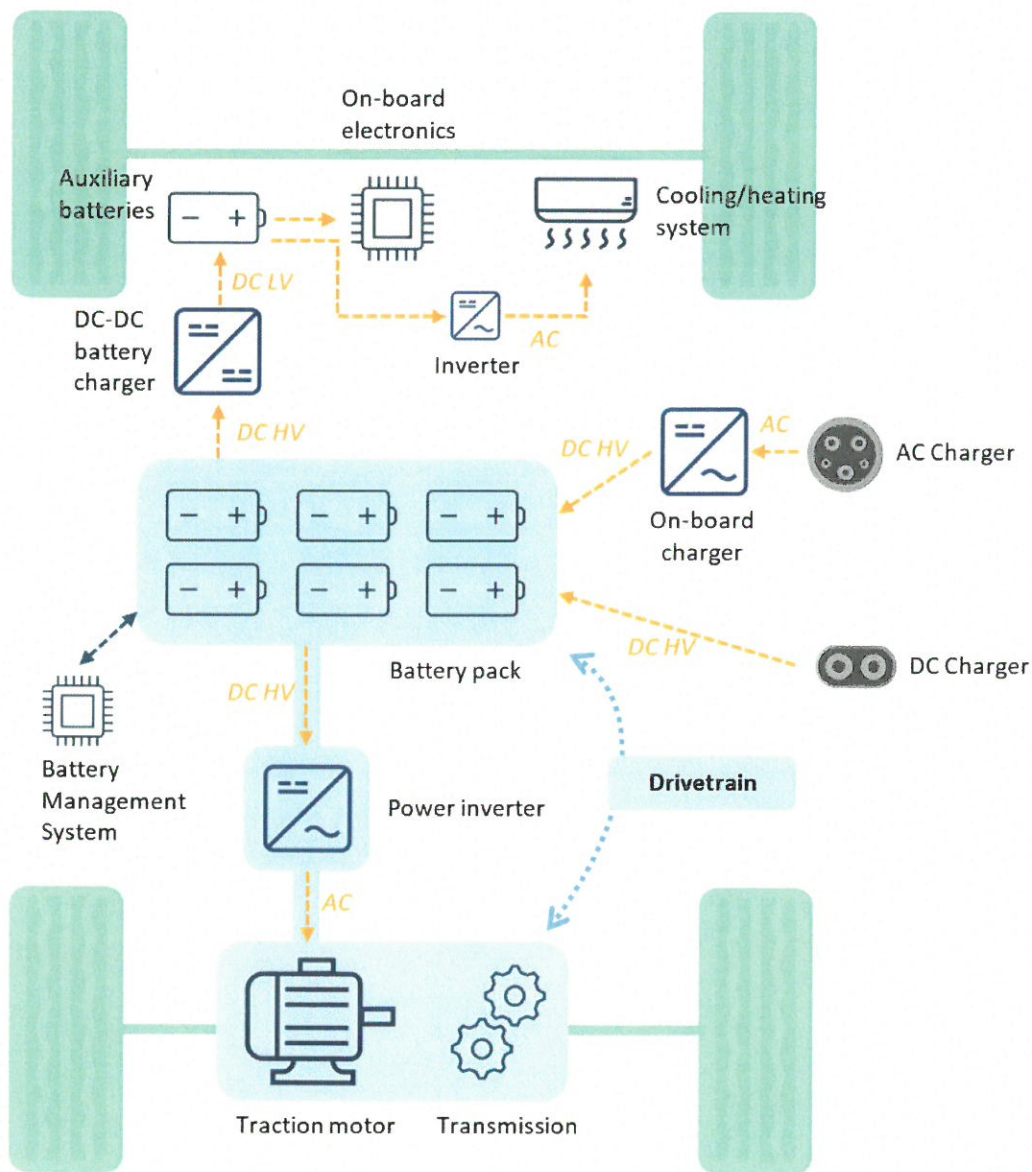 On-board
electronics
Auxiliary
batteries
Cooling/heating
system
DC LV
DC-DC
battery
charger
Inverter
AC
DC HV
DC HV
AC
AC Charger
On-board
charger
Battery pack
DC HV
DC HV
DC Charger
Battery
Management
System
Power inverter
Drivetrain
AC
Traction motor
Transmission